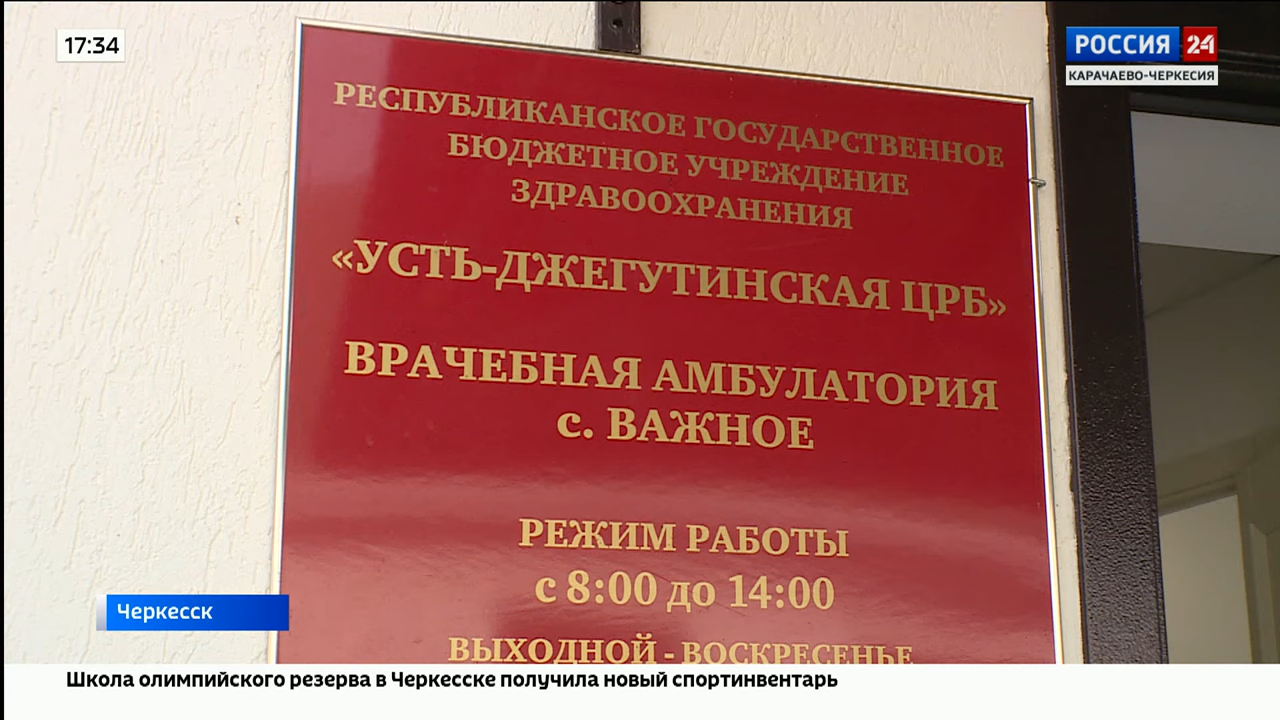 17:34
РОССИЯ 24
КАРАЧАЕВО-ЧЕРКЕСИЯ
РЕСПУБЛИКАНСКОЕ ГОСУДАРСТВЕННОЕ
БЮДЖЕТНОЕ УЧРЕЖДЕНИЕ
ЗДРАВООХРАНЕНИЯ
«УСТЬ-ДЖЕГУТИНСКАЯ ЦРБ»
ВРАЧЕБНАЯ АМБУЛАТОРИЯ
с. ВАЖНОЕ
РЕЖИМ РАБОТЫ
с 8:00 до 14:00
ВЫХОДНОЙ - ВОСКРЕСЕНЬЕ
Черкесск
Школа олимпийского резерва в Черкесске получила новый спортинвентарь